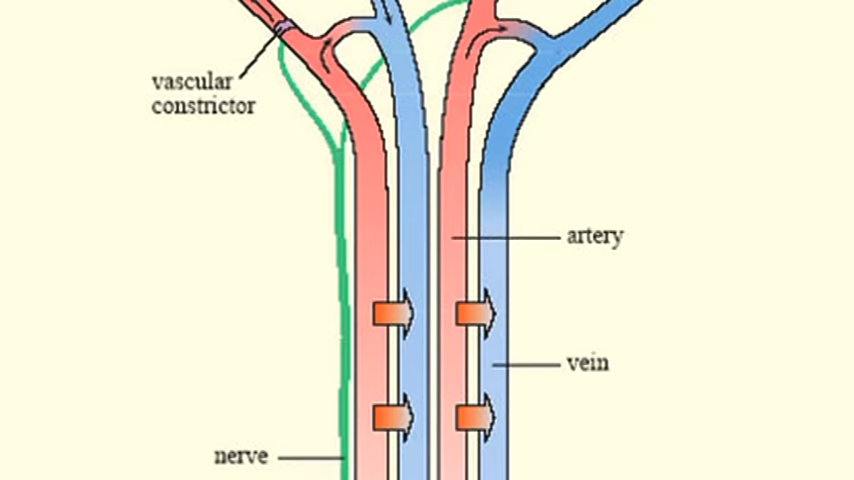 vascular
constrictor
artery
vein
nerve